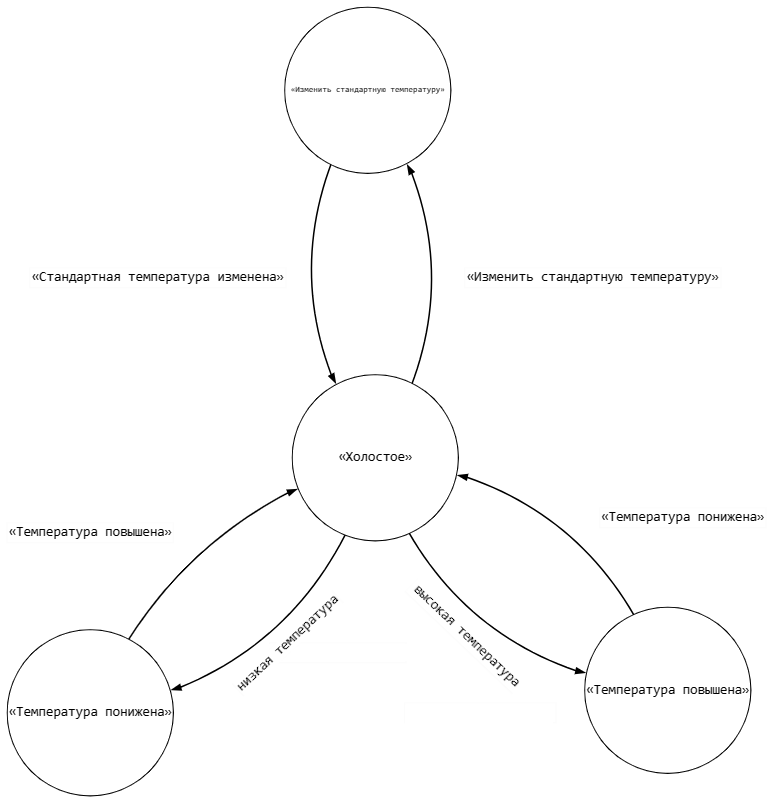 «Изменить стандартную температуру»
«Стандартная температура изменена»
«Изменить стандартную температуру»
«Холостое»
«Температура повышена»
«Температура понижена»
низкая температура
высокая температура
«Температура понижена»
«Температура повышена»